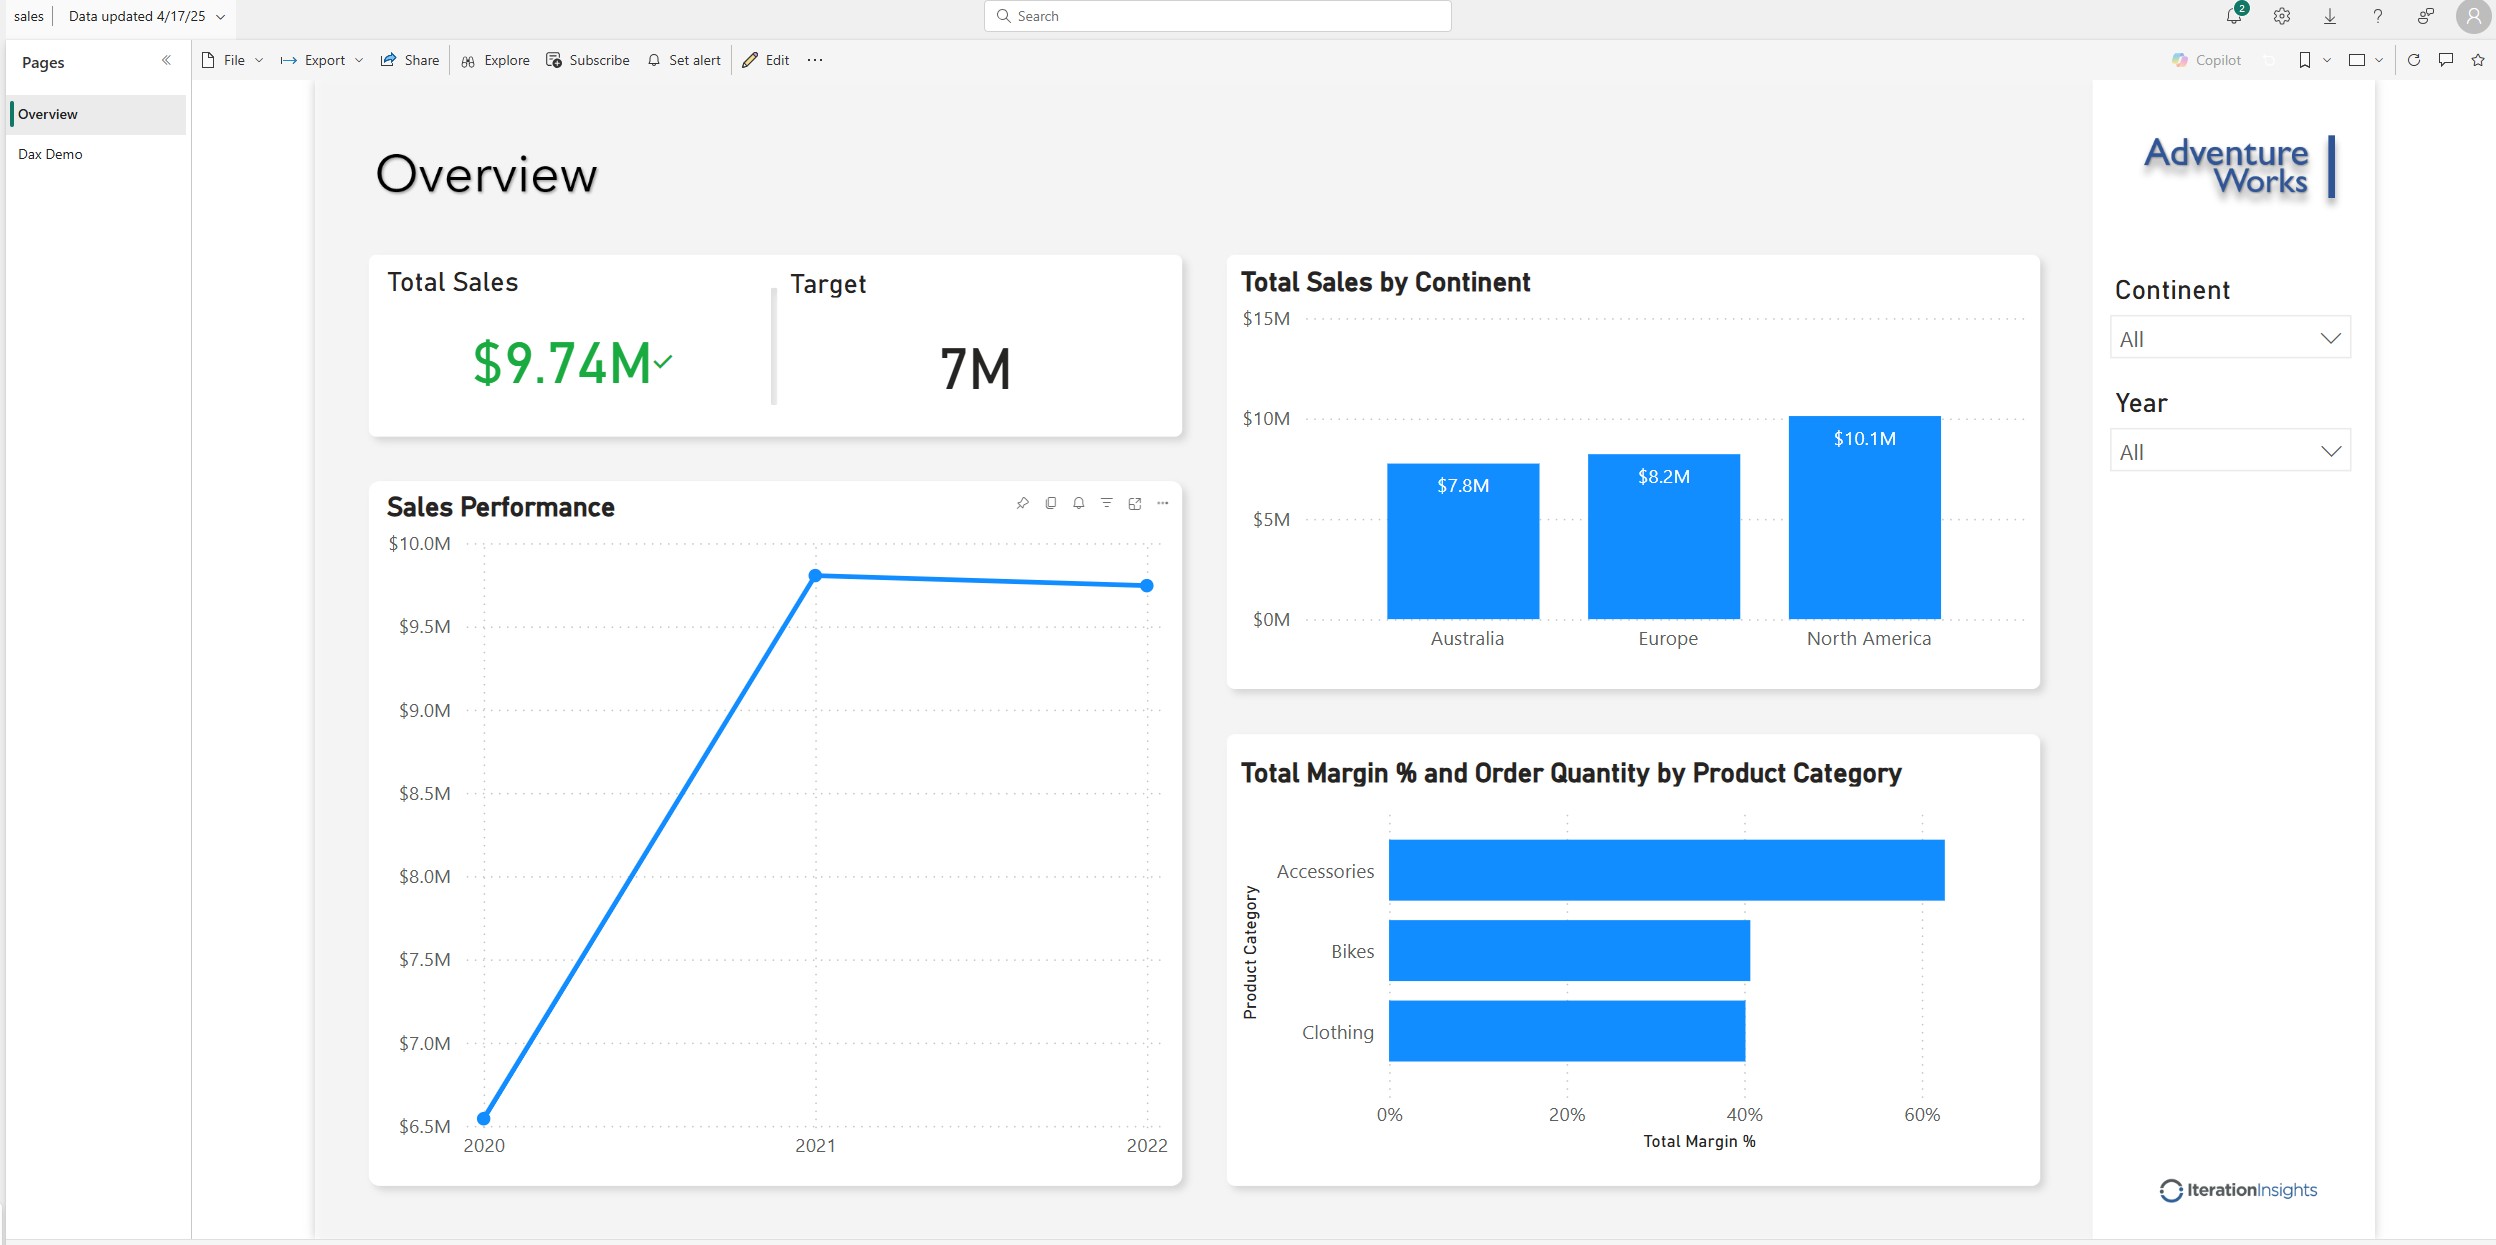 sales
Data updated 4/17/25
Search
2
Pages
File
Export
Share
Explore
Subscribe
Set alert
Edit
Copilot
Overview
Dax Demo
Overview
Adventure
Works
Total Sales
$9.74M
Target
7M
Sales Performance
$10.0M
$9.5M
$9.0M
$8.5M
$8.0M
$7.5M
$7.0M
$6.5M
2020
2021
2022
Total Sales by Continent
$15M
$10M
$5M
$0M
$7.8M
$8.2M
$10.1M
Australia
Europe
North America
Total Margin % and Order Quantity by Product Category
Product Category
Accessories
Bikes
Clothing
0%
20%
40%
60%
Total Margin %
Continent
All
Year
All
IterationInsights